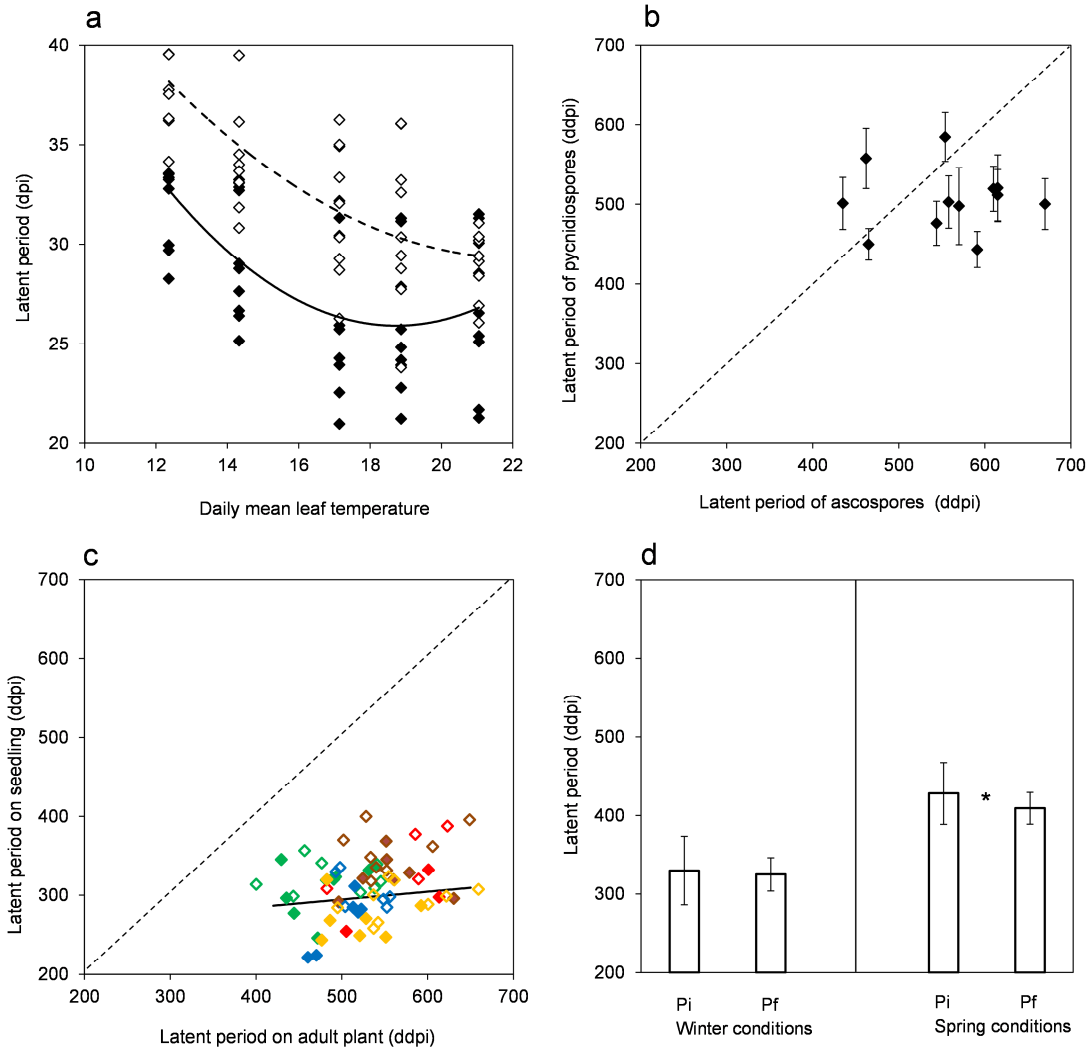 a
40
35
30
25
20
10
12
14
16
18
20
22
Latent period (dpi)
Daily mean leaf temperature
b
700
600
500
400
300
200
200
300
400
500
600
700
Latent period of pycnidiospores (ddpi)
Latent period of ascospores (ddpi)
c
700
600
500
400
300
200
200
300
400
500
600
700
Latent period on seedling (ddpi)
Latent period on adult plant (ddpi)
d
700
600
500
400
300
200
Latent period (ddpi)
*
Pi
Pf
Pi
Pf
Winter conditions
Spring conditions